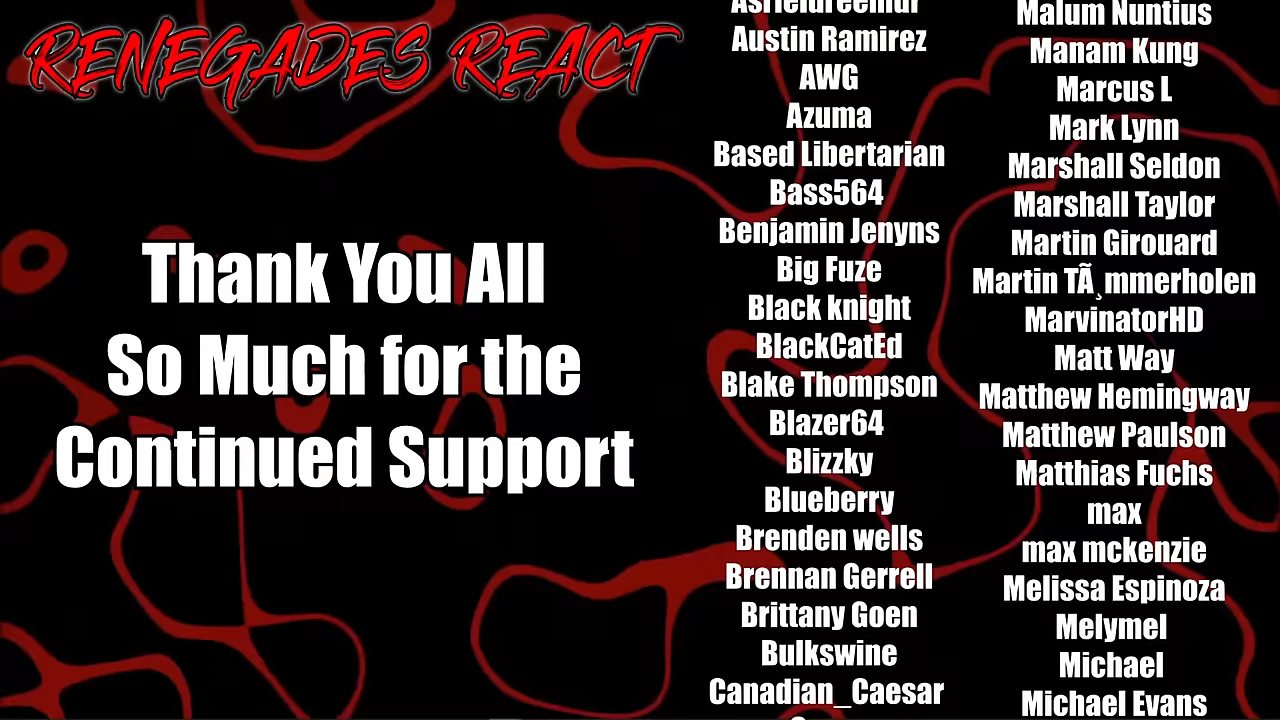 RENEGADES REACT
Thank You All
So Much for the
Continued Support
Asrieldreemur
Austin Ramirez
AWG
Azuma
Based Libertarian
Bass564
Benjamin Jenyns
Big Fuze
Black knight
BlackCatEd
Blake Thompson
Blazer64
Blizzky
Blueberry
Brenden wells
Brennan Gerrell
Brittany Goen
Bulkswine
Canadian_Caesar
Malum Nuntius
Manam Kung
Marcus L
Mark Lynn
Marshall Seldon
Marshall Taylor
Martin Girouard
Martin TÃ¸mmerholen
MarvinatorHD
Matt Way
Matthew Hemingway
Matthew Paulson
Matthias Fuchs
max
max mckenzie
Melissa Espinoza
Melymel
Michael
Michael Evans